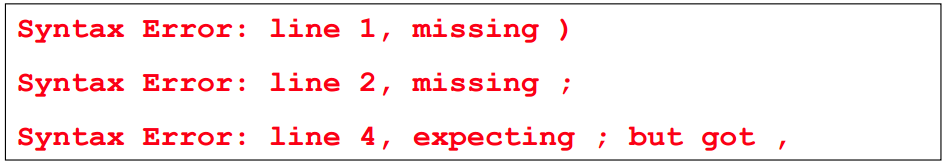 Syntax Error: line 1, missing )
Syntax Error: line 2, missing ;
Syntax Error: line 4, expecting ; but got ,